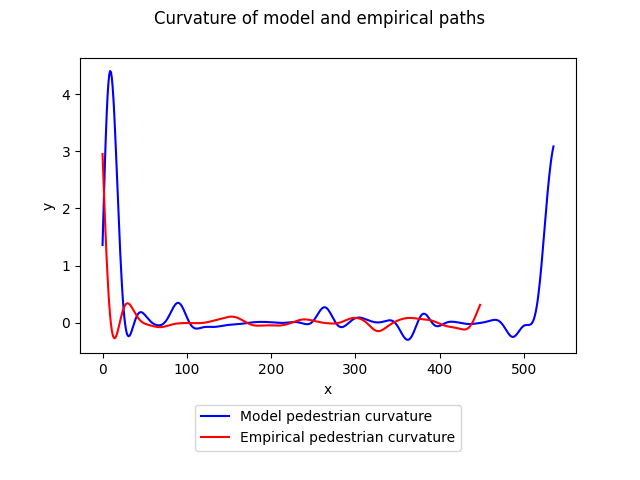 Curvature of model and empirical paths
4
3
2
1
0
y
0 100 200 300 400 500
x
Model pedestrian curvature
Empirical pedestrian curvature